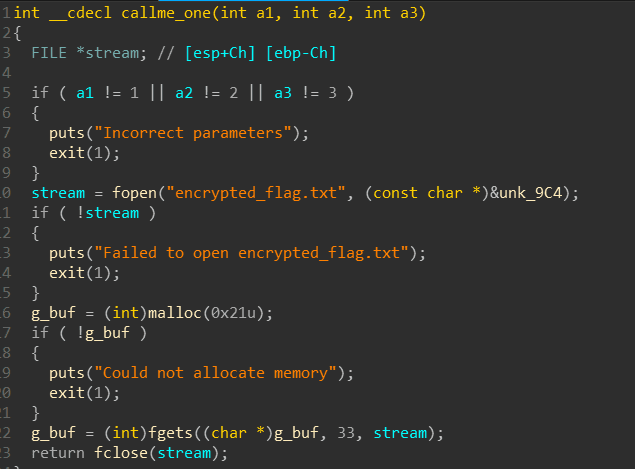 1 int __cdecl callme_one(int a1, int a2, int a3)
2 {
3 FILE *stream; // [esp+Ch] [ebp-Ch]
4
5 if ( a1 != 1 || a2 != 2 || a3 != 3 )
6 {
7 puts("Incorrect parameters");
8 exit(1);
9 }
0 stream = fopen("encrypted_flag.txt", (const char *)&unk_9C4);
1 if ( !stream )
2 {
3 puts("Failed to open encrypted_flag.txt");
4 exit(1);
5 }
6 g_buf = (int)malloc(0x21u);
7 if ( !g_buf )
8 {
9 puts("Could not allocate memory");
0 exit(1);
1 }
2 g_buf = (int)fgets((char *)g_buf, 33, stream);
3 return fclose(stream);
}